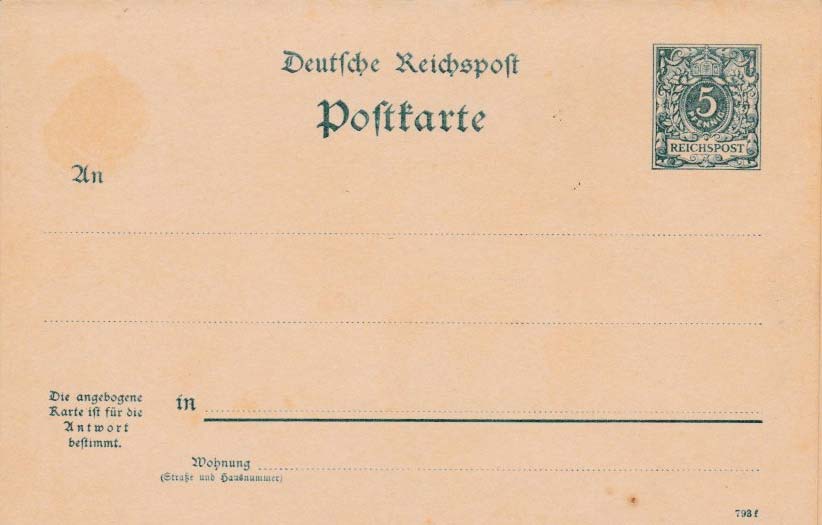 Deutsche Reichspost
Postkarte
5
PFENNIG
REICHSPOST
An
Die angebogene
Karte ist für die
Antwort
bestimmt.
in
Wohnung
(Straße und Hausnummer)
793 f